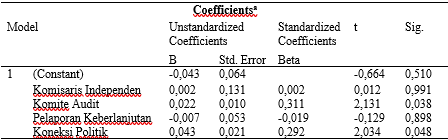 Coefficientsᵃ
Model Unstandardized Coefficients Standardized Coefficients t Sig.
B Std. Error Beta
1 (Constant) -0,043 0,064 -0,664 0,510
Komisaris Independen 0,002 0,131 0,002 0,012 0,991
Komite Audit 0,022 0,010 0,311 2,131 0,038
Pelaporan Keberlanjutan -0,007 0,053 -0,019 -0,129 0,898
Koneksi Politik 0,043 0,021 0,292 2,034 0,048